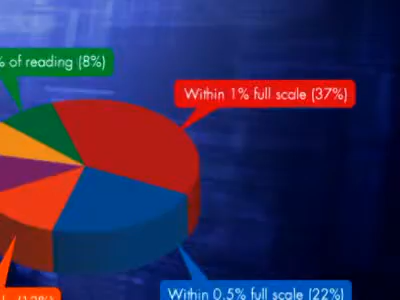 of reading (8%)
Within 1% full scale (37%)
Within 0.5% full scale (22%)